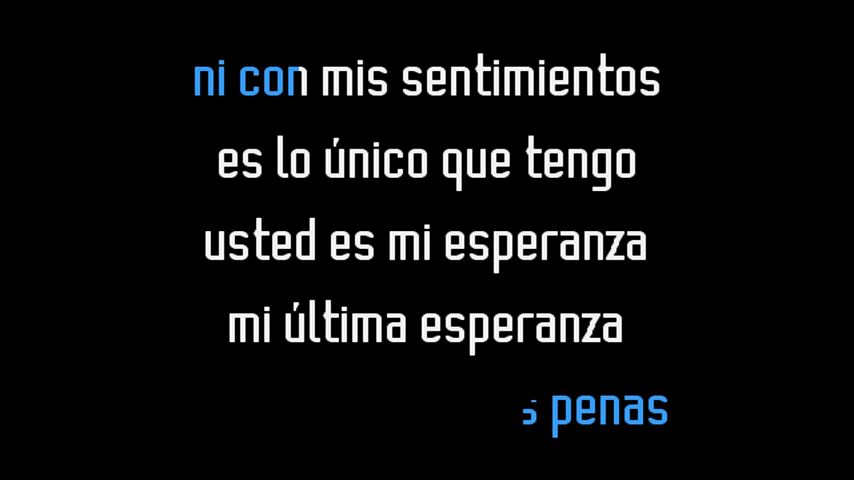 ni con mis sentimientos
es lo único que tengo
usted es mi esperanza
mi última esperanza
penas